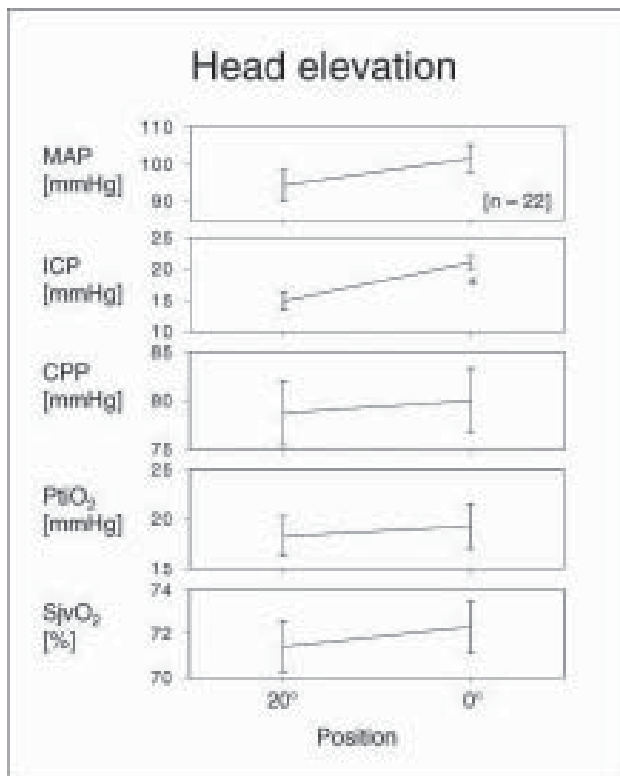 Head elevation
MAP
[mmHg]
110
100
90
[n = 22]
ICP
[mmHg]
25
20
15
10
*
CPP
[mmHg]
85
80
75
PtiO₂
[mmHg]
25
20
15
SjvO₂
[%]
74
72
70
20° 0°
Position